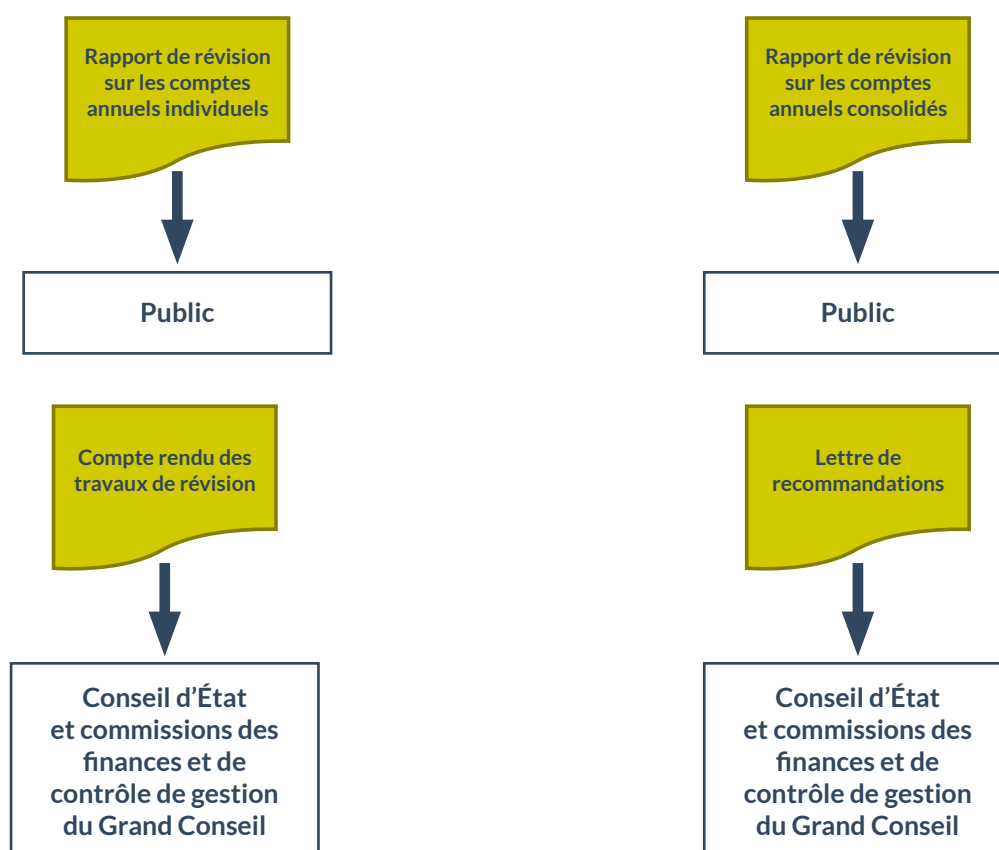 Rapport de révision
sur les comptes
annuels individuels
Public
Rapport de révision
sur les comptes
annuels consolidés
Public
Compte rendu des
travaux de révision
Conseil d’État
et commissions des
finances et de
contrôle de gestion
du Grand Conseil
Lettre de
recommandations
Conseil d’État
et commissions des
finances et de
contrôle de gestion
du Grand Conseil